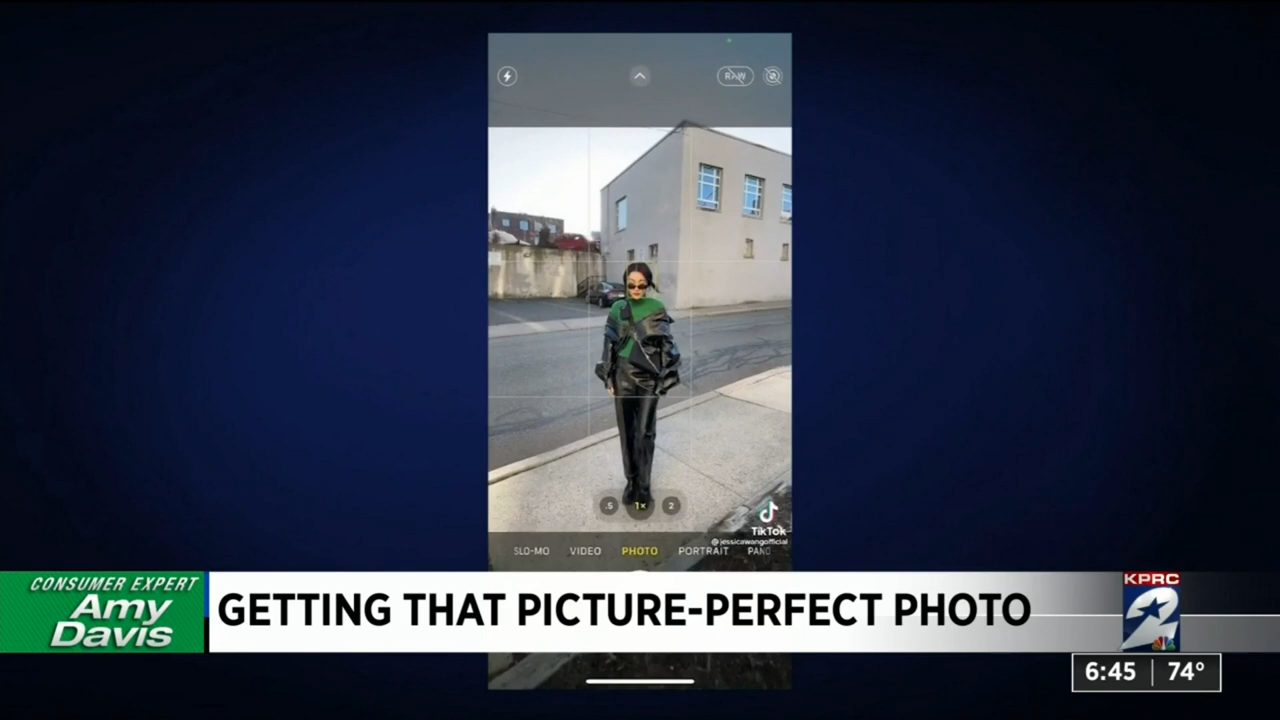 RAW
.5
1×
2
TikTok
@jessicawangofficial
SLO-MO VIDEO PHOTO PORTRAIT PANO
CONSUMER EXPERT
Amy
Davis
GETTING THAT PICTURE-PERFECT PHOTO
KPRC
2
6:45 74°